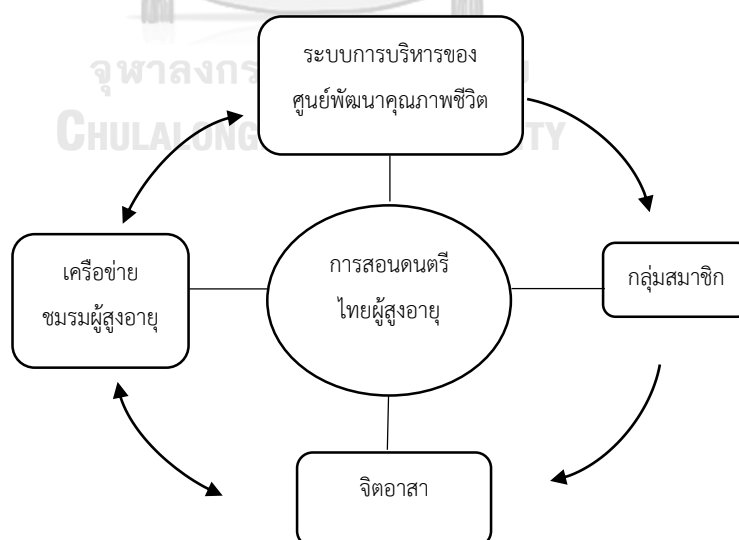 ระบบการบริหารของ
ศูนย์พัฒนาคุณภาพชีวิต
จุฬาลงกร
CHULALONG
TY
เครือข่าย
ชมรมผู้สูงอายุ
การสอนดนตรี
ไทยผู้สูงอายุ
กลุ่มสมาชิก
จิตอาสา